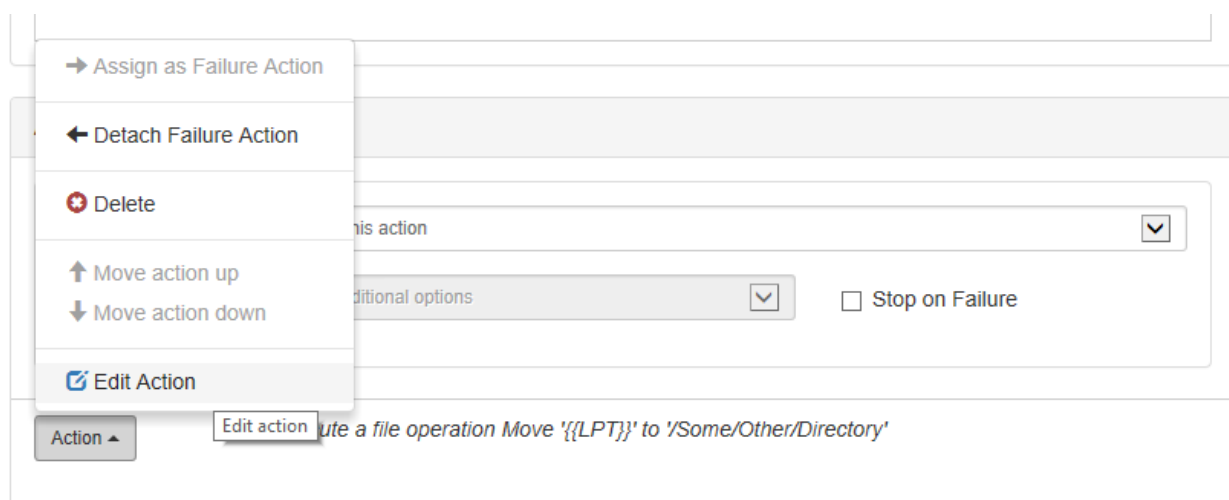 Assign as Failure Action
Detach Failure Action
Delete
his action
Move action up
ditional options
Stop on Failure
Move action down
Edit Action
Edit action
Action
ute a file operation Move '{{LPT}}' to '/Some/Other/Directory'